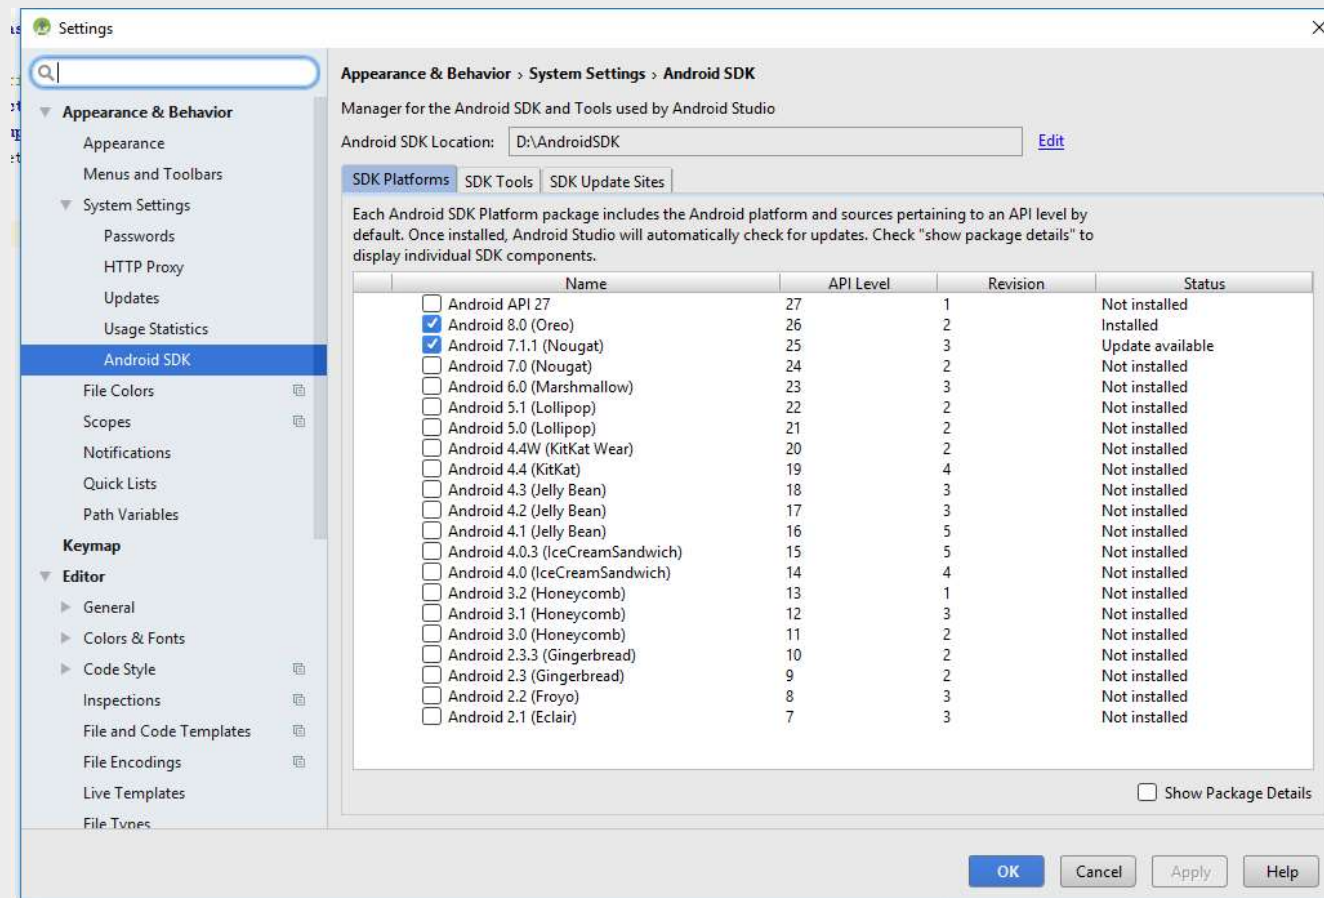 Settings
Appearance & Behavior
Appearance
Menus and Toolbars
System Settings
Passwords
HTTP Proxy
Updates
Usage Statistics
Android SDK
File Colors
Scopes
Notifications
Quick Lists
Path Variables
Keymap
Editor
General
Colors & Fonts
Code Style
Inspections
File and Code Templates
File Encodings
Live Templates
File Types
Appearance & Behavior › System Settings › Android SDK
Manager for the Android SDK and Tools used by Android Studio
Android SDK Location: D:\AndroidSDK Edit
SDK Platforms SDK Tools SDK Update Sites
Each Android SDK Platform package includes the Android platform and sources pertaining to an API level by
default. Once installed, Android Studio will automatically check for updates. Check "show package details" to
display individual SDK components.
Name API Level Revision Status
Android API 27 27 1 Not installed
Android 8.0 (Oreo) 26 2 Installed
Android 7.1.1 (Nougat) 25 3 Update available
Android 7.0 (Nougat) 24 2 Not installed
Android 6.0 (Marshmallow) 23 3 Not installed
Android 5.1 (Lollipop) 22 2 Not installed
Android 5.0 (Lollipop) 21 2 Not installed
Android 4.4W (KitKat Wear) 20 2 Not installed
Android 4.4 (KitKat) 19 4 Not installed
Android 4.3 (Jelly Bean) 18 3 Not installed
Android 4.2 (Jelly Bean) 17 3 Not installed
Android 4.1 (Jelly Bean) 16 5 Not installed
Android 4.0.3 (IceCreamSandwich) 15 5 Not installed
Android 4.0 (IceCreamSandwich) 14 4 Not installed
Android 3.2 (Honeycomb) 13 1 Not installed
Android 3.1 (Honeycomb) 12 3 Not installed
Android 3.0 (Honeycomb) 11 2 Not installed
Android 2.3.3 (Gingerbread) 10 2 Not installed
Android 2.3 (Gingerbread) 9 2 Not installed
Android 2.2 (Froyo) 8 3 Not installed
Android 2.1 (Eclair) 7 3 Not installed
Show Package Details
OK Cancel Apply Help